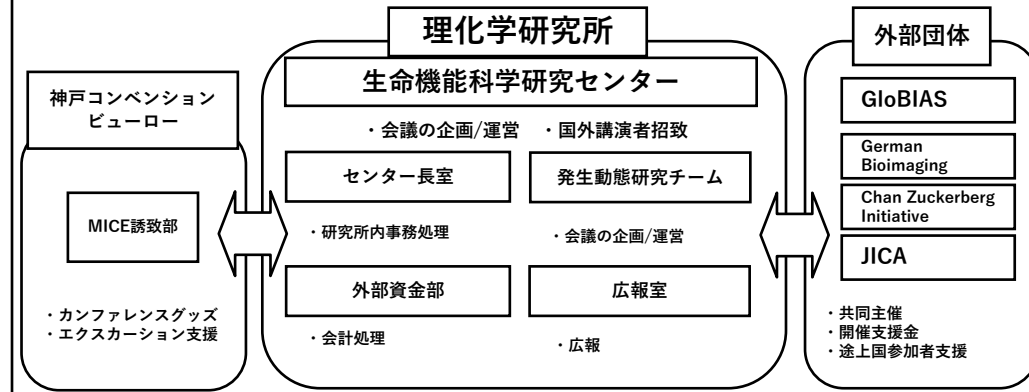 神戸コンベンション
ビューロー
MICE誘致部
・カンファレンスグッズ
・エクスカーション支援
理化学研究所
生命機能科学研究センター
・会議の企画/運営 ・国外講演者招致
センター長室
発生動態研究チーム
・研究所内事務処理
・会議の企画/運営
外部資金部
広報室
・会計処理
・広報
外部団体
GloBIAS
German
Bioimaging
Chan Zuckerberg
Initiative
JICA
・共同主催
・開催支援金
・途上国参加者支援